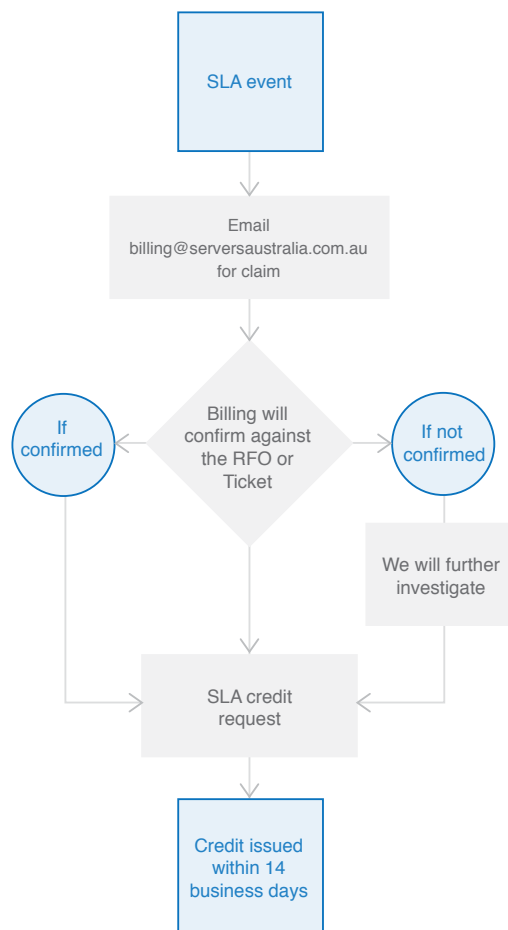 SLA event
Email
billing@serversaustralia.com.au
for claim
Billing will
confirm against
the RFO or
Ticket
If
confirmed
If not
confirmed
We will further
investigate
SLA credit
request
Credit issued
within 14
business days